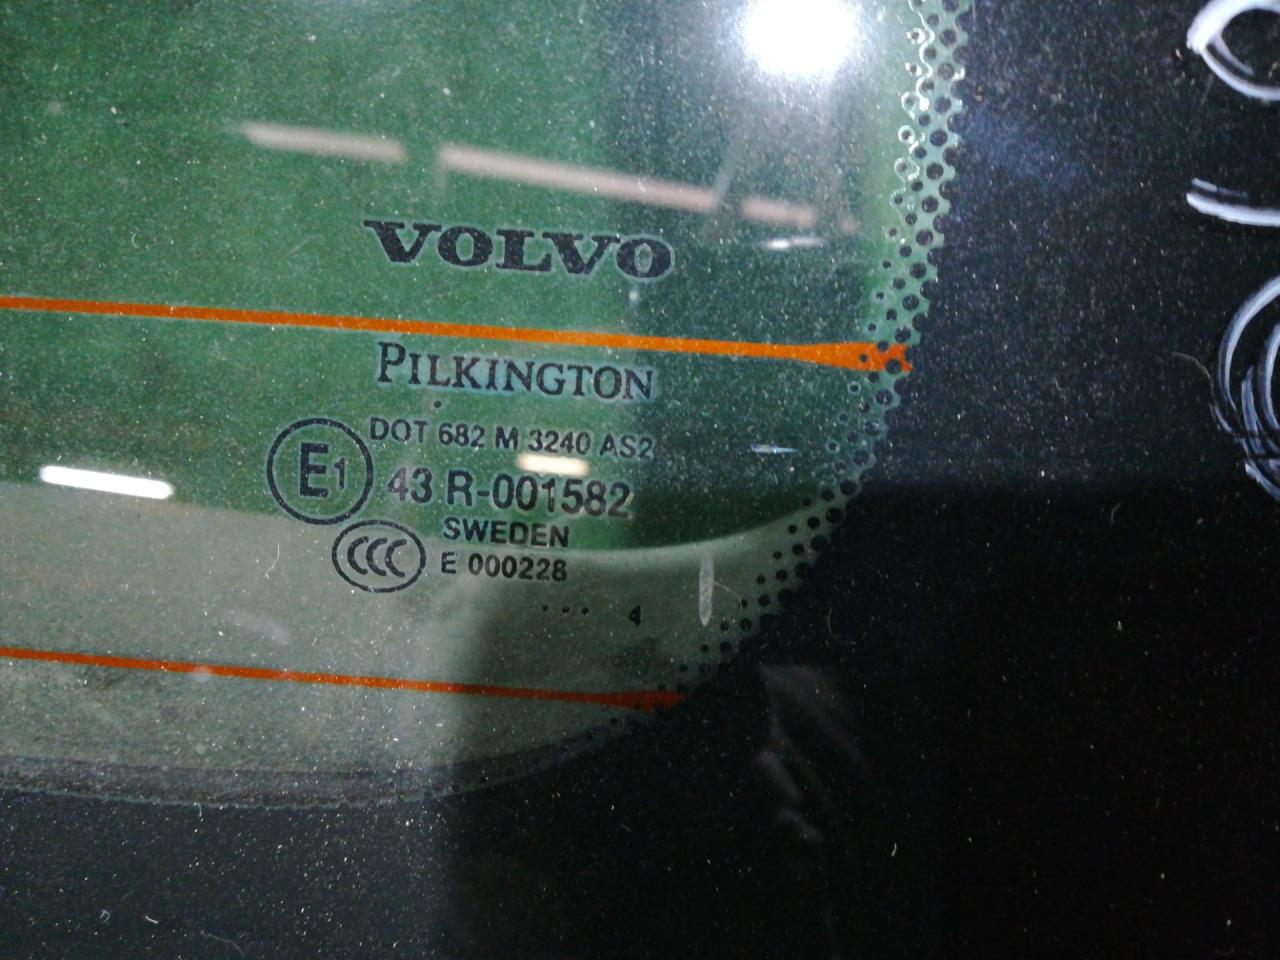 VOLVO
PILKINGTON
DOT 682 M 3240 AS2
E1 43 R-001582
SWEDEN
CCC E 000228
... 4